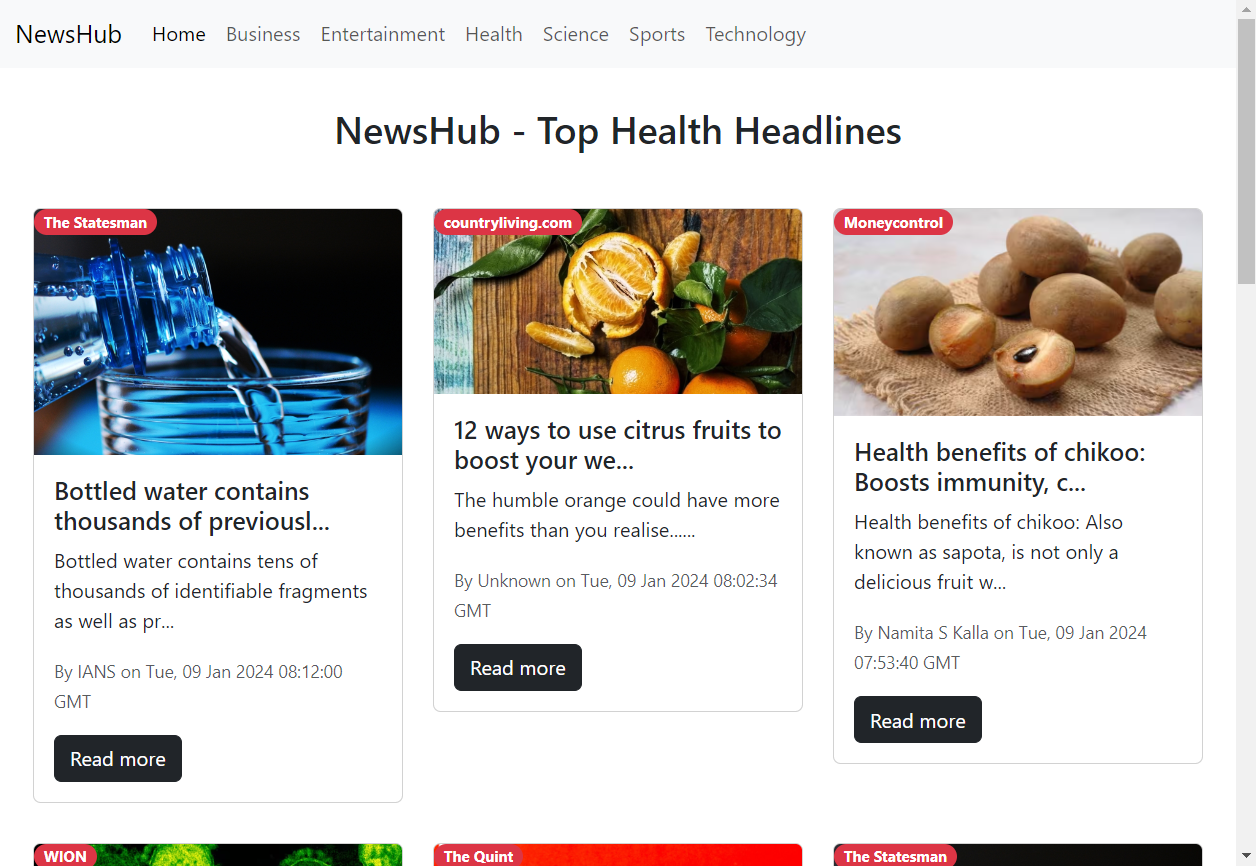 NewsHub Home Business Entertainment Health Science Sports Technology
NewsHub - Top Health Headlines
The Statesman
Bottled water contains
thousands of previousl...
Bottled water contains tens of
thousands of identifiable fragments
as well as pr...
By IANS on Tue, 09 Jan 2024 08:12:00
GMT
Read more
countryliving.com
12 ways to use citrus fruits to
boost your we...
The humble orange could have more
benefits than you realise......
By Unknown on Tue, 09 Jan 2024 08:02:34
GMT
Read more
Moneycontrol
Health benefits of chikoo:
Boosts immunity, c...
Health benefits of chikoo: Also
known as sapota, is not only a
delicious fruit w...
By Namita S Kalla on Tue, 09 Jan 2024
07:53:40 GMT
Read more
WION
The Quint
The Statesman